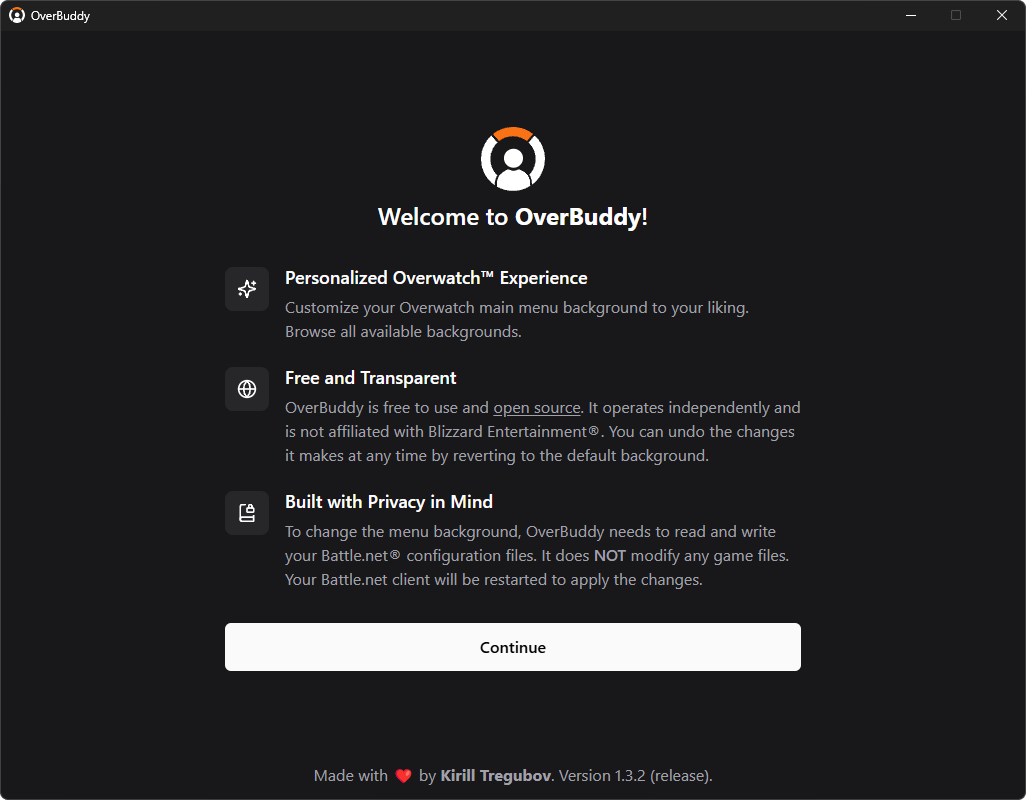 OverBuddy
Welcome to OverBuddy!
Personalized Overwatch™ Experience
Customize your Overwatch main menu background to your liking.
Browse all available backgrounds.
Free and Transparent
OverBuddy is free to use and open source. It operates independently and
is not affiliated with Blizzard Entertainment®. You can undo the changes
it makes at any time by reverting to the default background.
Built with Privacy in Mind
To change the menu background, OverBuddy needs to read and write
your Battle.net® configuration files. It does NOT modify any game files.
Your Battle.net client will be restarted to apply the changes.
Continue
Made with ❤️ by Kirill Tregubov. Version 1.3.2 (release).